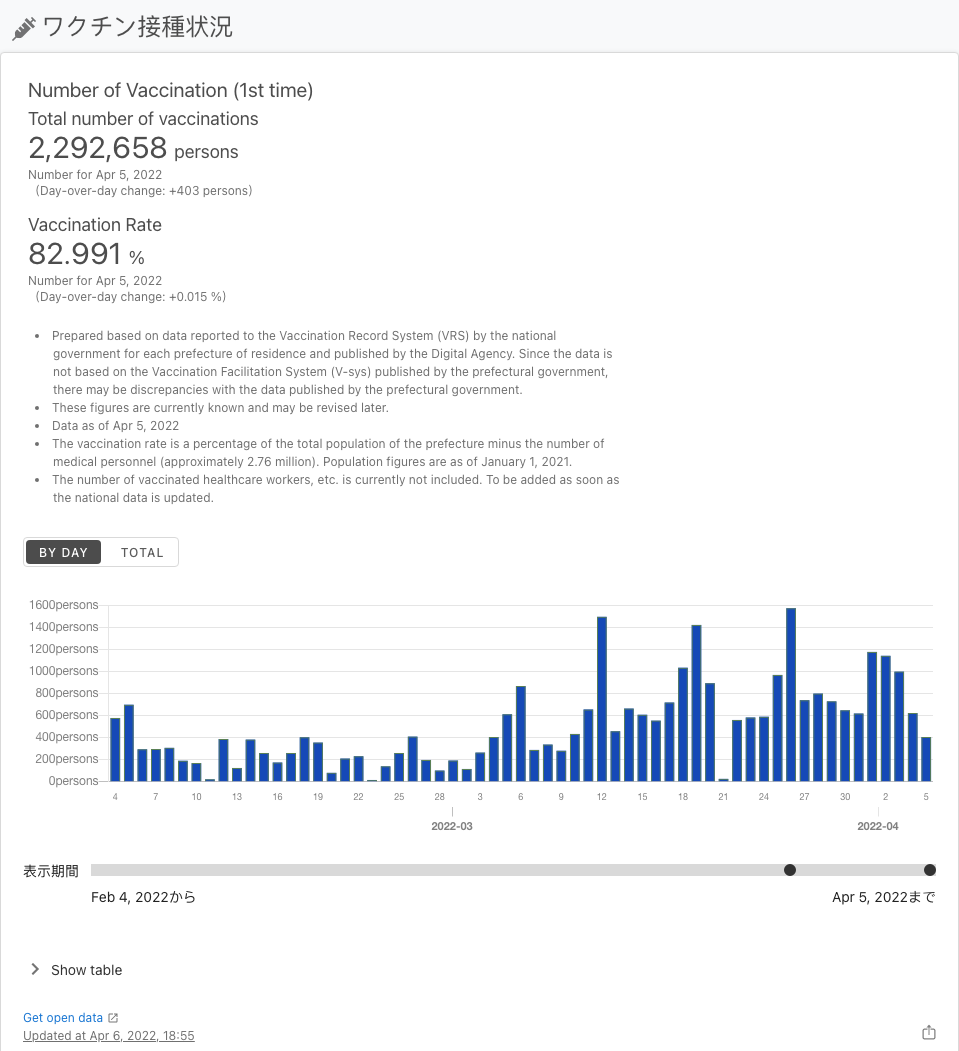 ワクチン接種状況
Number of Vaccination (1st time)
Total number of vaccinations
2,292,658 persons
Number for Apr 5, 2022
(Day-over-day change: +403 persons)
Vaccination Rate
82.991 %
Number for Apr 5, 2022
(Day-over-day change: +0.015 %)
• Prepared based on data reported to the Vaccination Record System (VRS) by the national
government for each prefecture of residence and published by the Digital Agency. Since the data is
not based on the Vaccination Facilitation System (V-sys) published by the prefectural government,
there may be discrepancies with the data published by the prefectural government.
• These figures are currently known and may be revised later.
• Data as of Apr 5, 2022
• The vaccination rate is a percentage of the total population of the prefecture minus the number of
medical personnel (approximately 2.76 million). Population figures are as of January 1, 2021.
• The number of vaccinated healthcare workers, etc. is currently not included. To be added as soon as
the national data is updated.
BY DAY TOTAL
1600persons
1400persons
1200persons
1000persons
800persons
600persons
400persons
200persons
0persons
4 7 10 13 16 19 22 25 28 3 6 9 12 15 18 21 24 27 30 2 5
2022-03 2022-04
表示期間
Feb 4, 2022から Apr 5, 2022まで
Show table
Get open data
Updated at Apr 6, 2022, 18:55